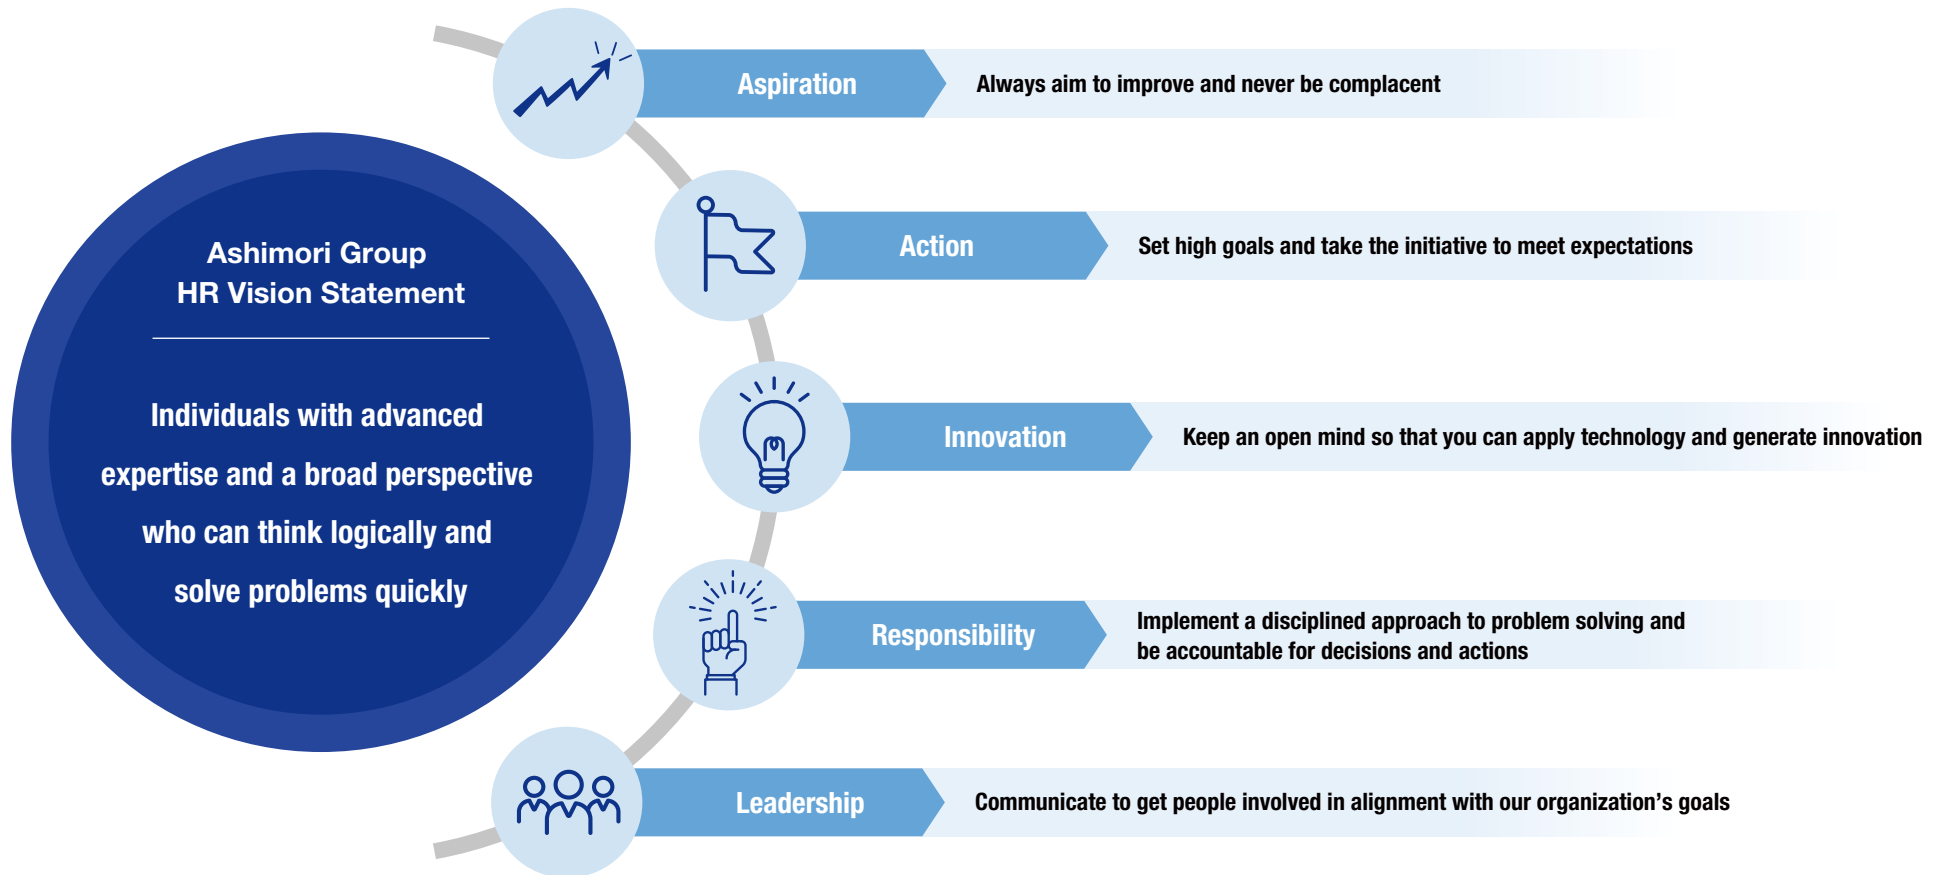 Ashimori Group
HR Vision Statement
Individuals with advanced
expertise and a broad perspective
who can think logically and
solve problems quickly
Aspiration
Always aim to improve and never be complacent
Action
Set high goals and take the initiative to meet expectations
Innovation
Keep an open mind so that you can apply technology and generate innovation
Responsibility
Implement a disciplined approach to problem solving and
be accountable for decisions and actions
Leadership
Communicate to get people involved in alignment with our organization’s goals